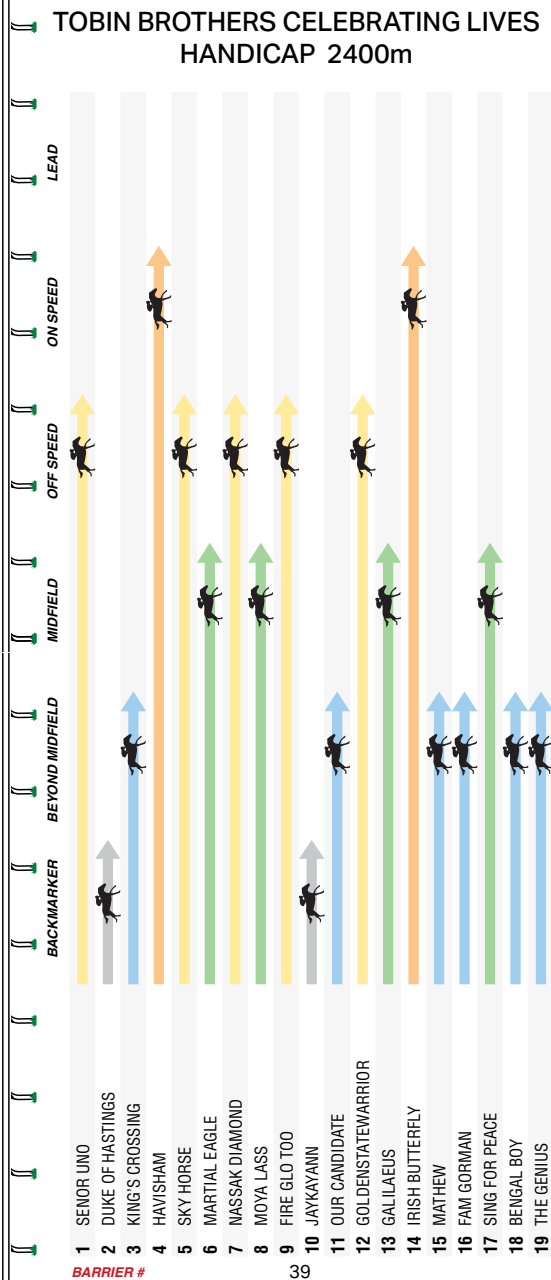 TOBIN BROTHERS CELEBRATING LIVES
HANDICAP 2400m
LEAD
ON SPEED
OFF SPEED
MIDFIELD
BEYOND MIDFIELD
BACKMARKER
1 SENOR UNO
2 DUKE OF HASTINGS
3 KING'S CROSSING
4 HAVISHAM
5 SKY HORSE
6 MARTIAL EAGLE
7 NASSAK DIAMOND
8 MOYA LASS
9 FIRE GLO TOO
10 JAYKAYANN
11 OUR CANDIDATE
12 GOLDENSTATEWARRIOR
13 GALILAEUS
14 IRISH BUTTERFLY
15 MATHEW
16 FAM GORMAN
17 SING FOR PEACE
18 BENGAL BOY
19 THE GENIUS
BARRIER #
39